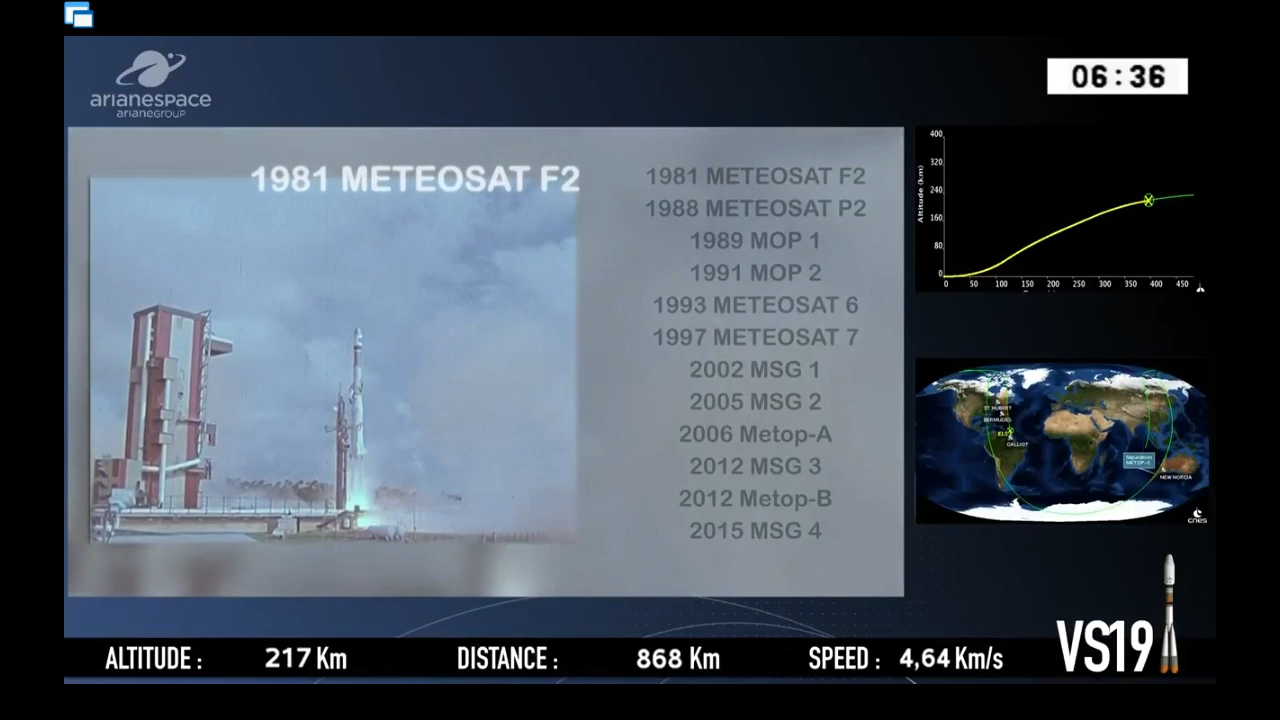 arianespace
arianeGROUP
06:36
1981 METEOSAT F2
1981 METEOSAT F2
1988 METEOSAT P2
1989 MOP 1
1991 MOP 2
1993 METEOSAT 6
1997 METEOSAT 7
2002 MSG 1
2005 MSG 2
2006 Metop-A
2012 MSG 3
2012 Metop-B
2015 MSG 4
Altitude (km)
400
320
240
160
80
0
0 50 100 150 200 250 300 350 400 450
ST HUBERT
BERMUDES
GALLIOT
Séparation
METOP-C
NEW NORCIA
cnes
VS19
ALTITUDE : 217 Km DISTANCE : 868 Km SPEED : 4,64 Km/s